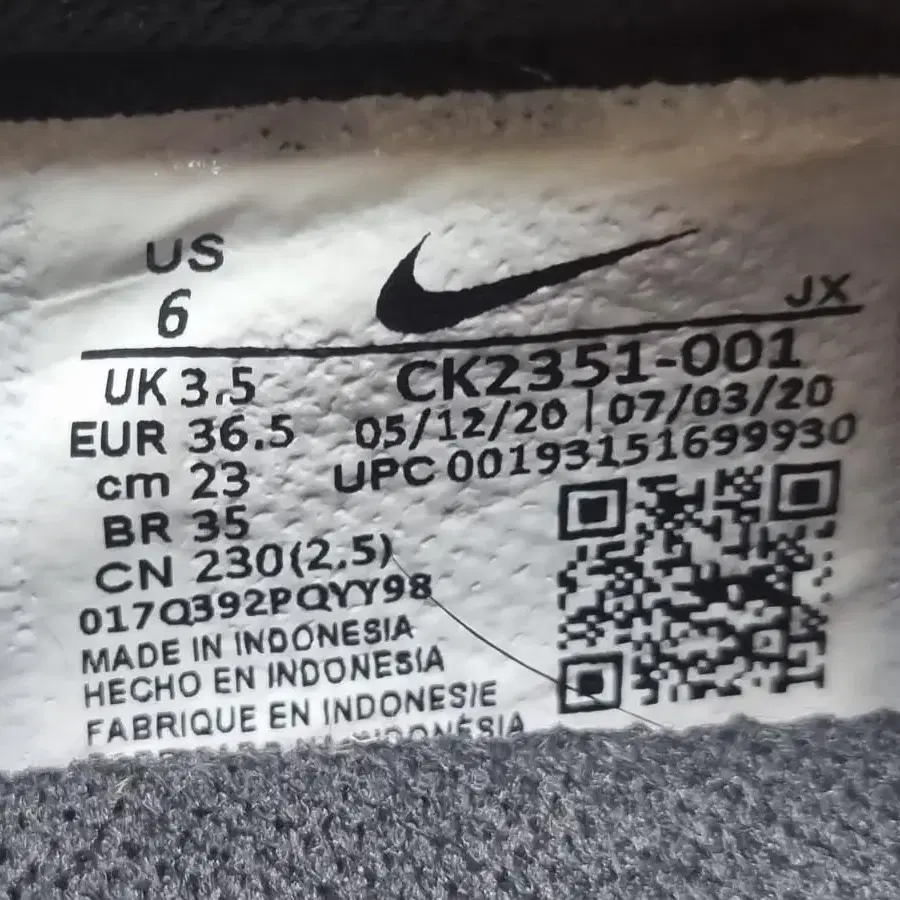 US
6
JX
UK 3.5
EUR 36.5
cm 23
BR 35
CN 230(2.5)
CK2351-001
05/12/20 | 07/03/20
UPC 00193151699930
017Q392PQYY98
MADE IN INDONESIA
HECHO EN INDONESIA
FABRIQUE EN INDONESIE